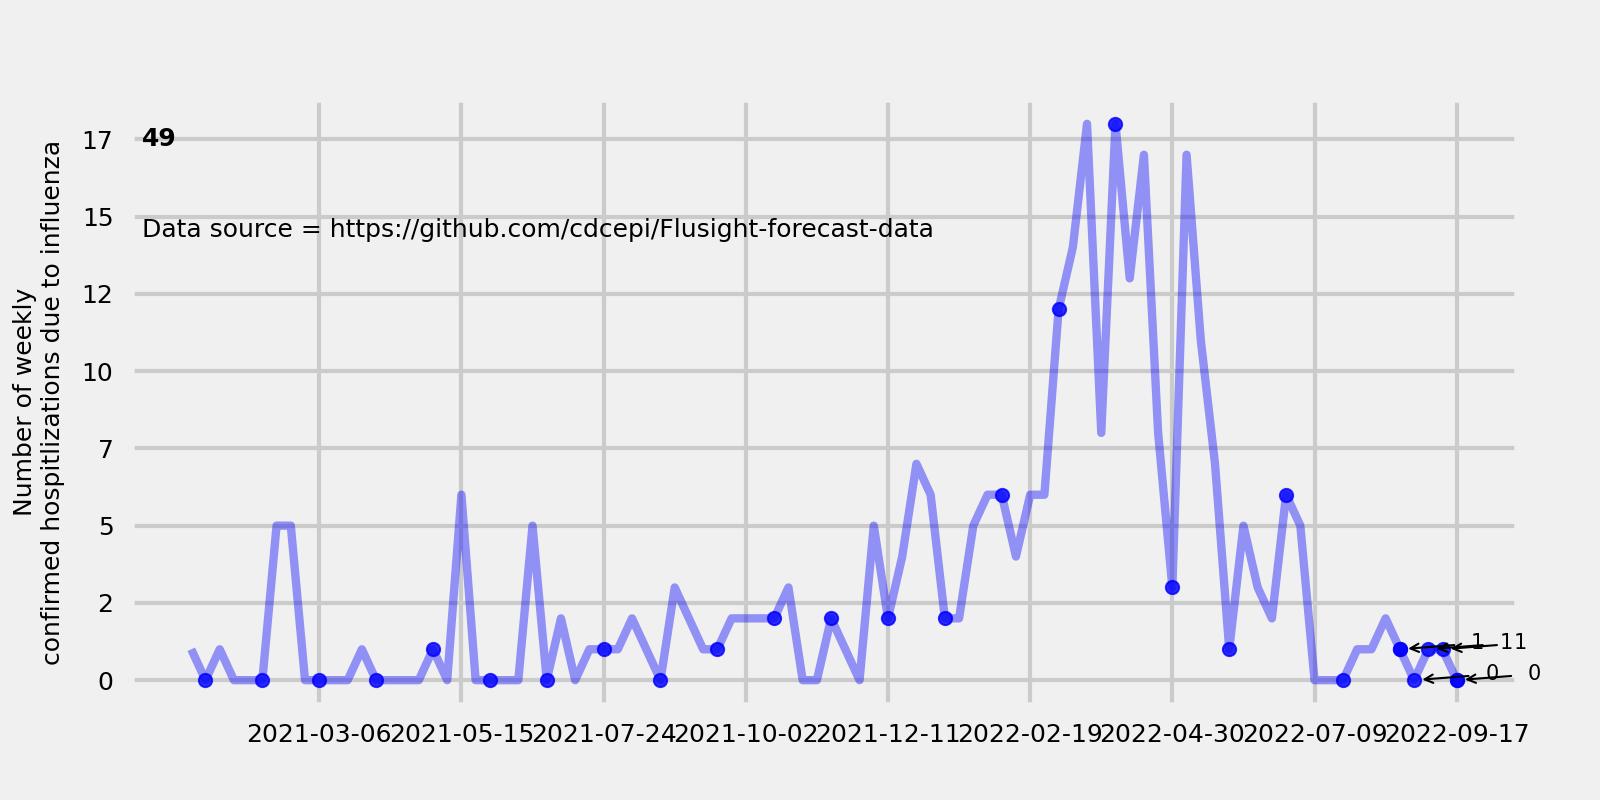 49
Data source = https://github.com/cdcepi/Flusight-forecast-data
Number of weekly
confirmed hospitlizations due to influenza
17
15
12
10
7
5
2
0
1 11
0 0
2021-03-06 2021-05-15 2021-07-24 2021-10-02 2021-12-11 2022-02-19 2022-04-30 2022-07-09 2022-09-17